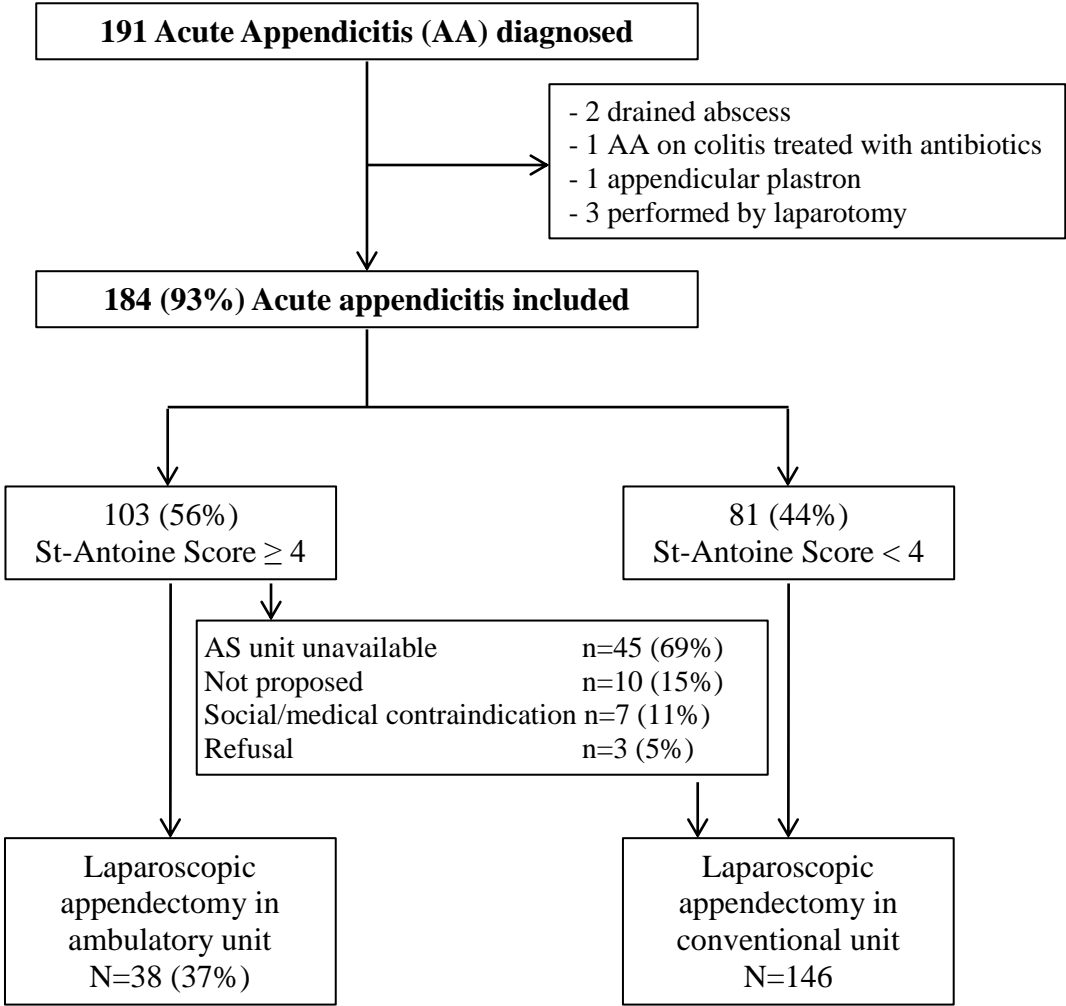 191 Acute Appendicitis (AA) diagnosed
- 2 drained abscess
- 1 AA on colitis treated with antibiotics
- 1 appendicular plastron
- 3 performed by laparotomy
184 (93%) Acute appendicitis included
103 (56%)
St-Antoine Score ≥ 4
81 (44%)
St-Antoine Score < 4
AS unit unavailable n=45 (69%)
Not proposed n=10 (15%)
Social/medical contraindication n=7 (11%)
Refusal n=3 (5%)
Laparoscopic
appendectomy in
ambulatory unit
N=38 (37%)
Laparoscopic
appendectomy in
conventional unit
N=146